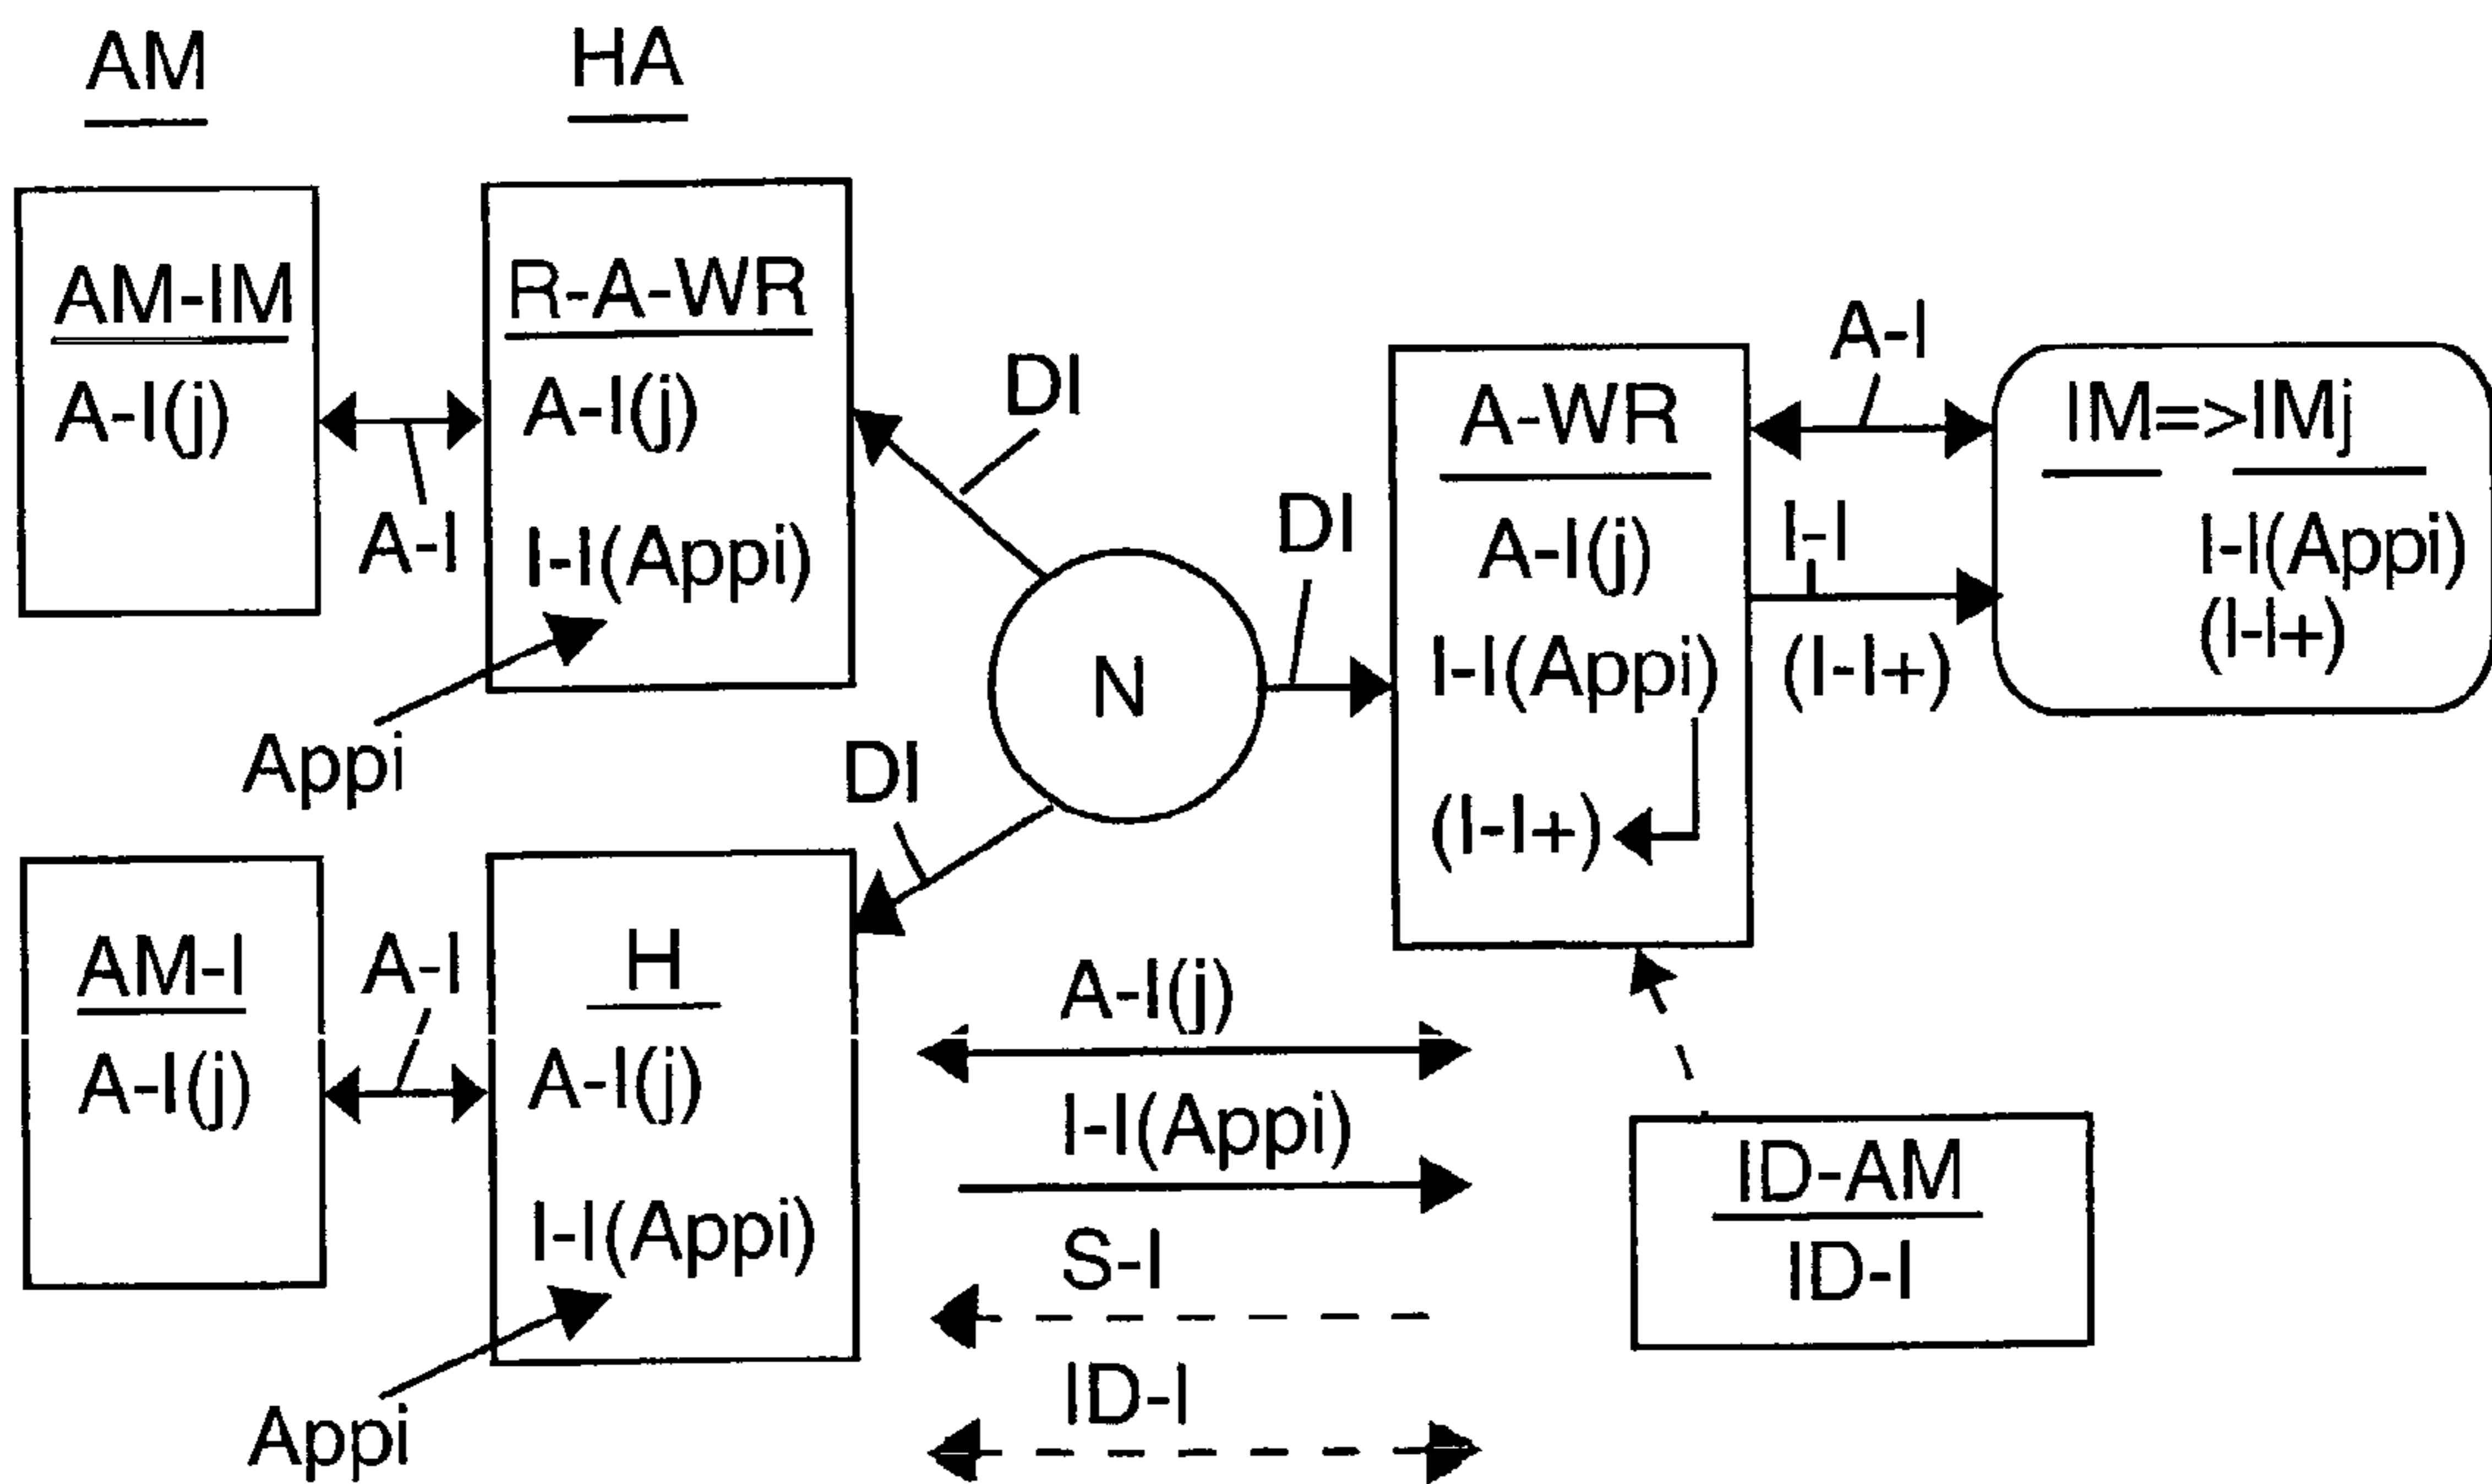 AM
HA
AM-IM
A-I(j)
A-I
R-A-WR
A-I(j)
I-I(Appi)
Appi
DI
DI
DI
N
A-WR
A-I(j)
I-I(Appi)
(I-I+)
A-I
I-I
(I-I+)
IM=>IMj
I-I(Appi)
(I-I+)
AM-I
A-I(j)
A-I
H
A-I(j)
I-I(Appi)
Appi
A-I(j)
I-I(Appi)
S-I
ID-I
ID-AM
ID-I